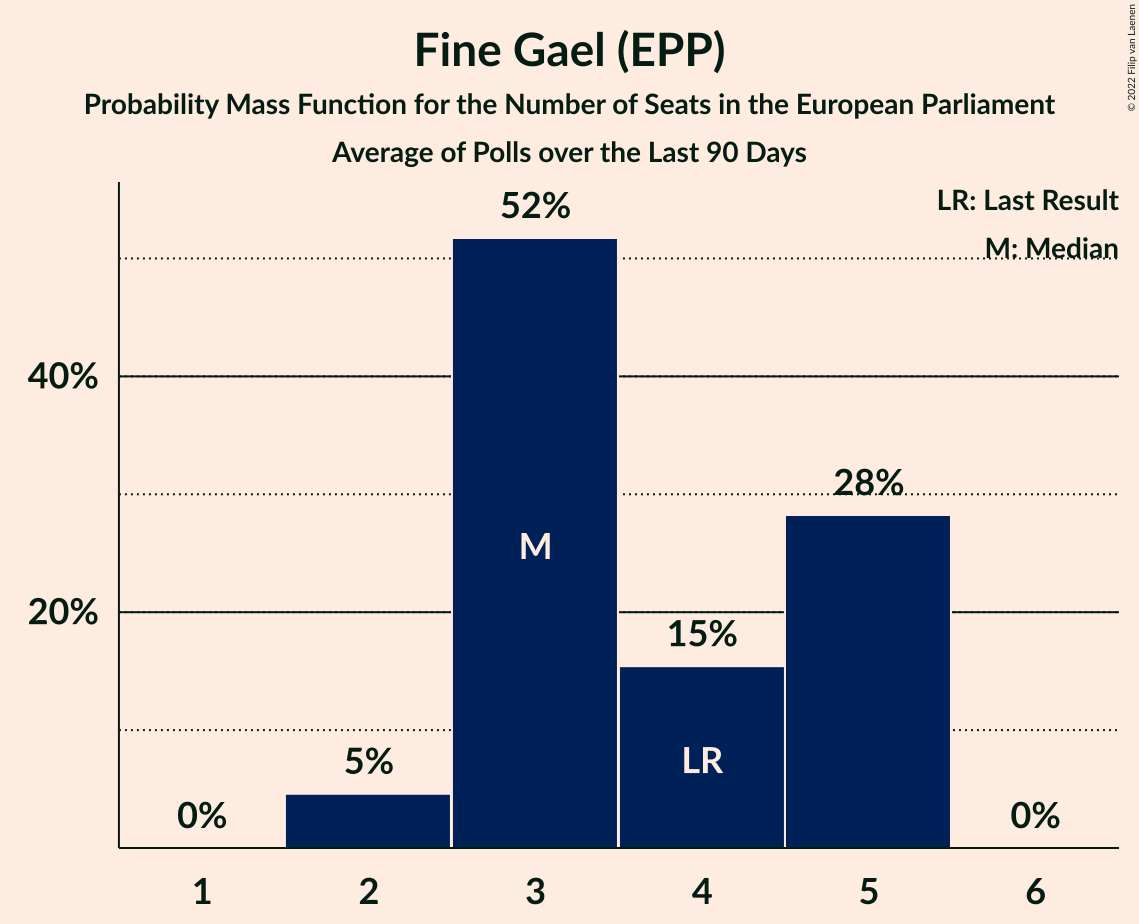 Fine Gael (EPP)
Probability Mass Function for the Number of Seats in the European Parliament
Average of Polls over the Last 90 Days
© 2022 Filip van Laenen
LR: Last Result
M: Median
52%
40%
28%
M
20%
15%
LR
5%
0%
0%
1 2 3 4 5 6